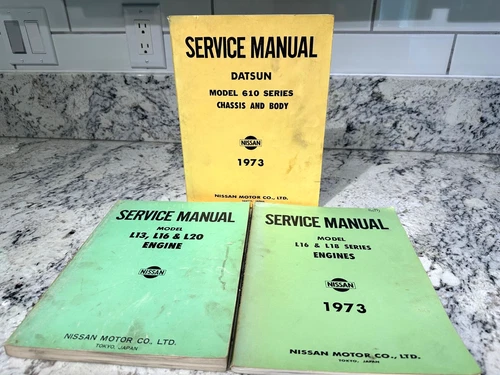 SERVICE MANUAL
DATSUN
MODEL 610 SERIES
CHASSIS AND BODY
NISSAN
1973
NISSAN MOTOR CO., LTD.
SERVICE MANUAL
MODEL
L13, L16 & L20
ENGINE
NISSAN
NISSAN MOTOR CO., LTD.
TOKYO, JAPAN
SERVICE MANUAL
MODEL
L16 & L18 SERIES
ENGINES
NISSAN
1973
NISSAN MOTOR CO., LTD.
TOKYO, JAPAN